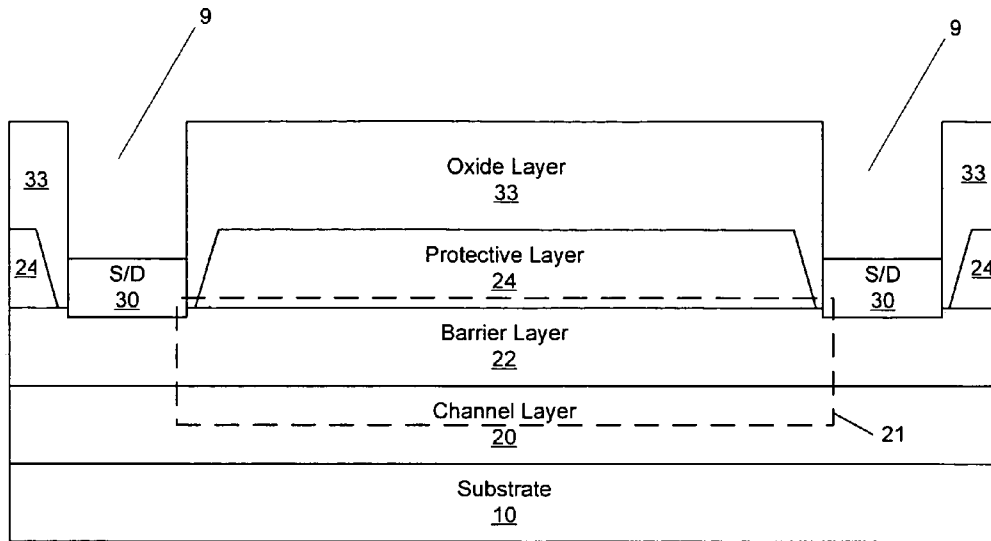 9
9
Oxide Layer
33
33
33
Protective Layer
24
24
24
S/D
30
S/D
30
Barrier Layer
22
Channel Layer
20
21
Substrate
10